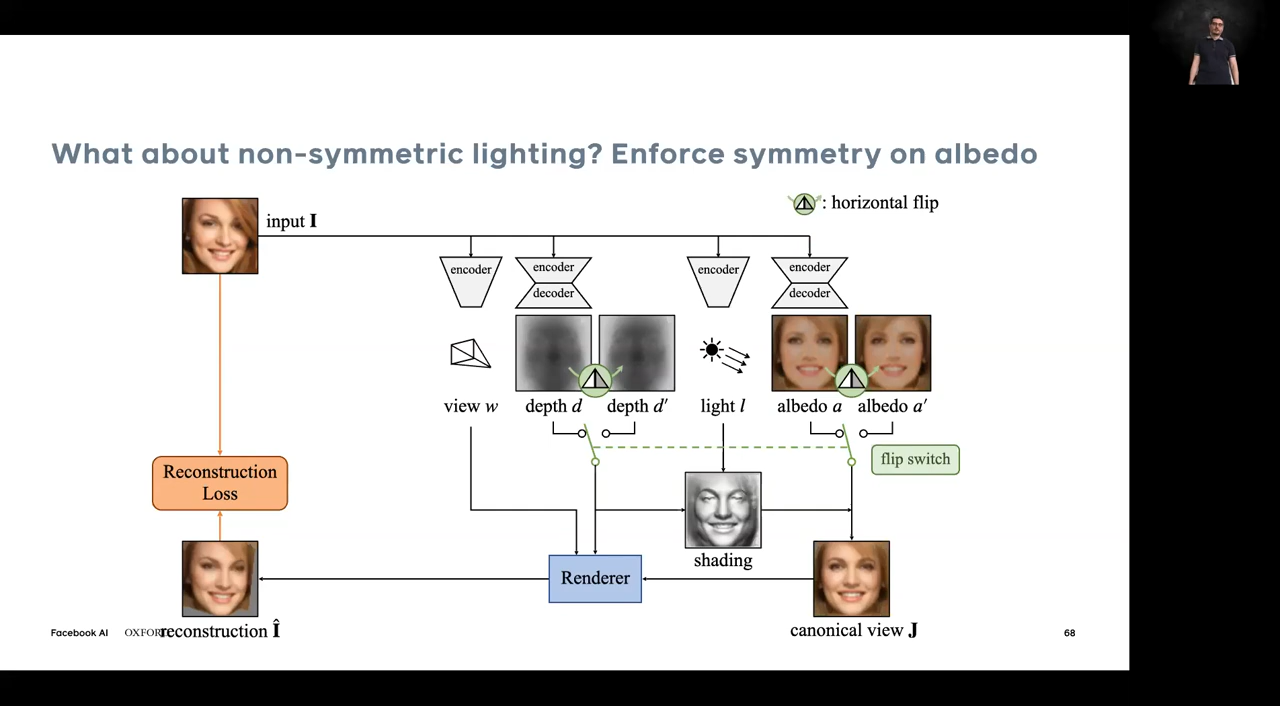 What about non-symmetric lighting? Enforce symmetry on albedo
: horizontal flip
input I
encoder
encoder
decoder
encoder
encoder
decoder
view w
depth d
depth d′
light l
albedo a
albedo a′
flip switch
Reconstruction
Loss
shading
Renderer
reconstruction Î
canonical view J
Facebook AI
68